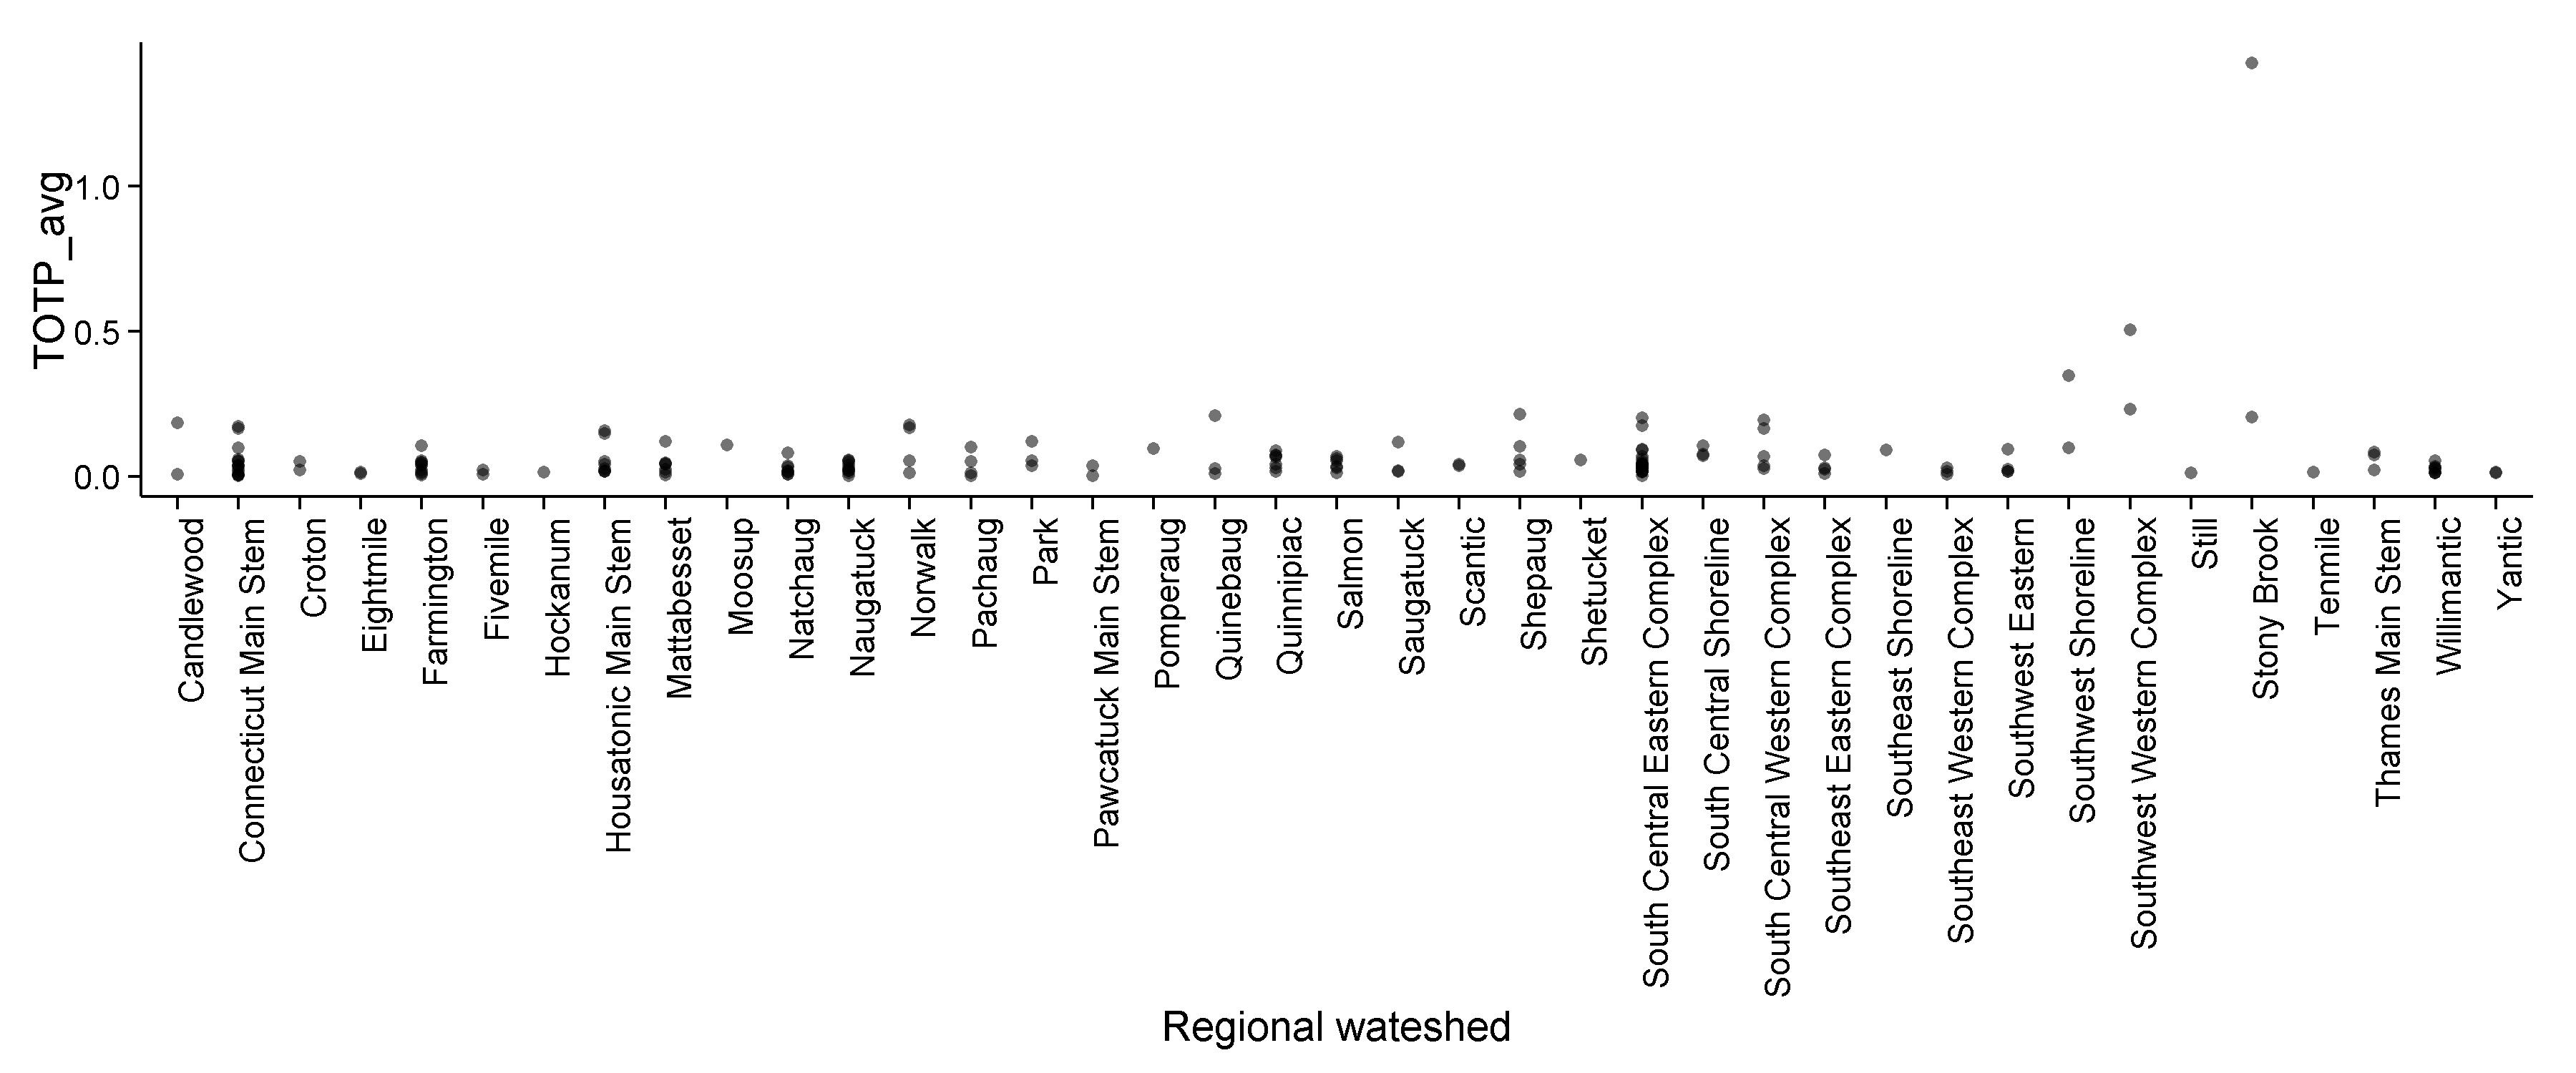 TOTP_avg
1.0
0.5
0.0
Candlewood
Connecticut Main Stem
Croton
Eightmile
Farmington
Fivemile
Hockanum
Housatonic Main Stem
Mattabesset
Moosup
Natchaug
Naugatuck
Norwalk
Pachaug
Park
Pawcatuck Main Stem
Pomperaug
Quinebaug
Quinnipiac
Salmon
Saugatuck
Scantic
Shepaug
Shetucket
South Central Eastern Complex
South Central Shoreline
South Central Western Complex
Southeast Eastern Complex
Southeast Shoreline
Southeast Western Complex
Southwest Eastern
Southwest Shoreline
Southwest Western Complex
Still
Stony Brook
Tenmile
Thames Main Stem
Willimantic
Yantic
Regional wateshed